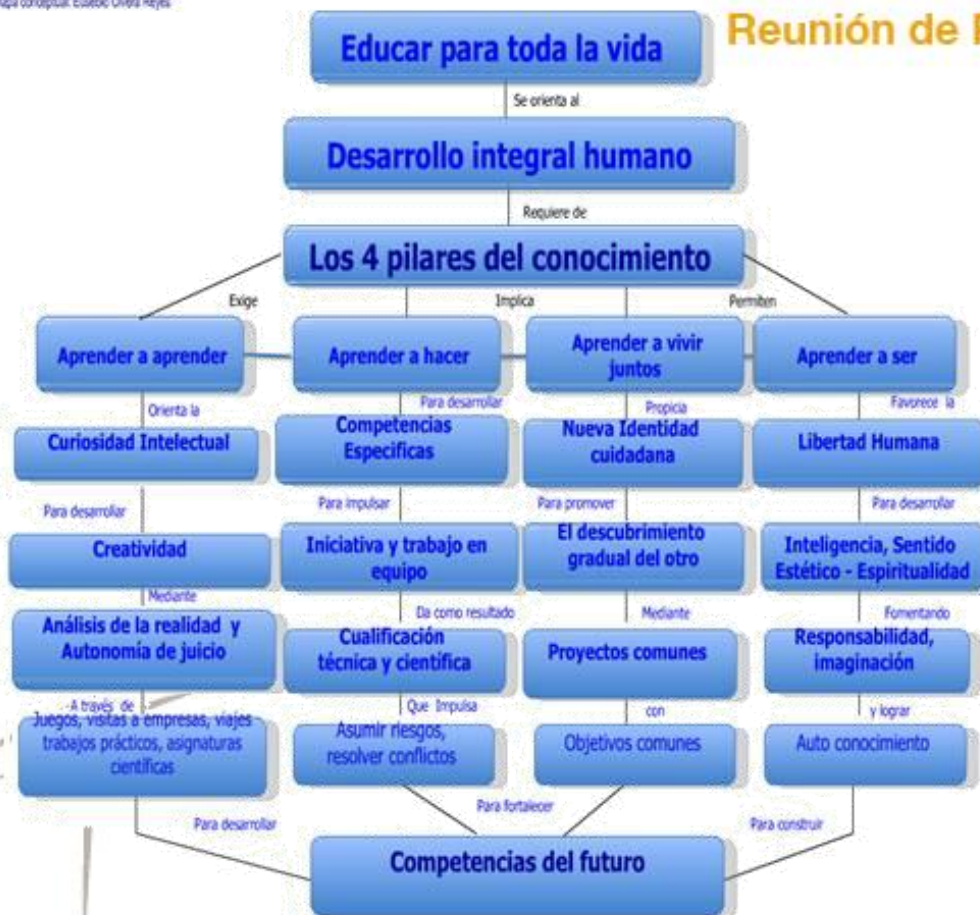 mapa conceptual: Eusebio Olvera Reyes
Reunión de
Educar para toda la vida
Se orienta al
Desarrollo integral humano
Requiere de
Los 4 pilares del conocimiento
Exige
Implica
Permiten
Aprender a aprender
Aprender a hacer
Aprender a vivir
juntos
Aprender a ser
Orienta la
Para desarrollar
Propicia
Favorece la
Curiosidad Intelectual
Competencias
Especificas
Nueva Identidad
cuidadana
Libertad Humana
Para desarrollar
Para impulsar
Para promover
Para desarrollar
Creatividad
Iniciativa y trabajo en
equipo
El descubrimiento
gradual del otro
Inteligencia, Sentido
Estético - Espiritualidad
Mediante
Da como resultado
Mediante
Fomentando
Análisis de la realidad y
Autonomía de juicio
Cualificación
técnica y científica
Proyectos comunes
Responsabilidad,
imaginación
A través de
Que Impulsa
con
y lograr
Juegos, visitas a empresas, viajes
trabajos prácticos, asignaturas
científicas
Asumir riesgos,
resolver conflictos
Objetivos comunes
Auto conocimiento
Para desarrollar
Para fortalecer
Para construir
Competencias del futuro